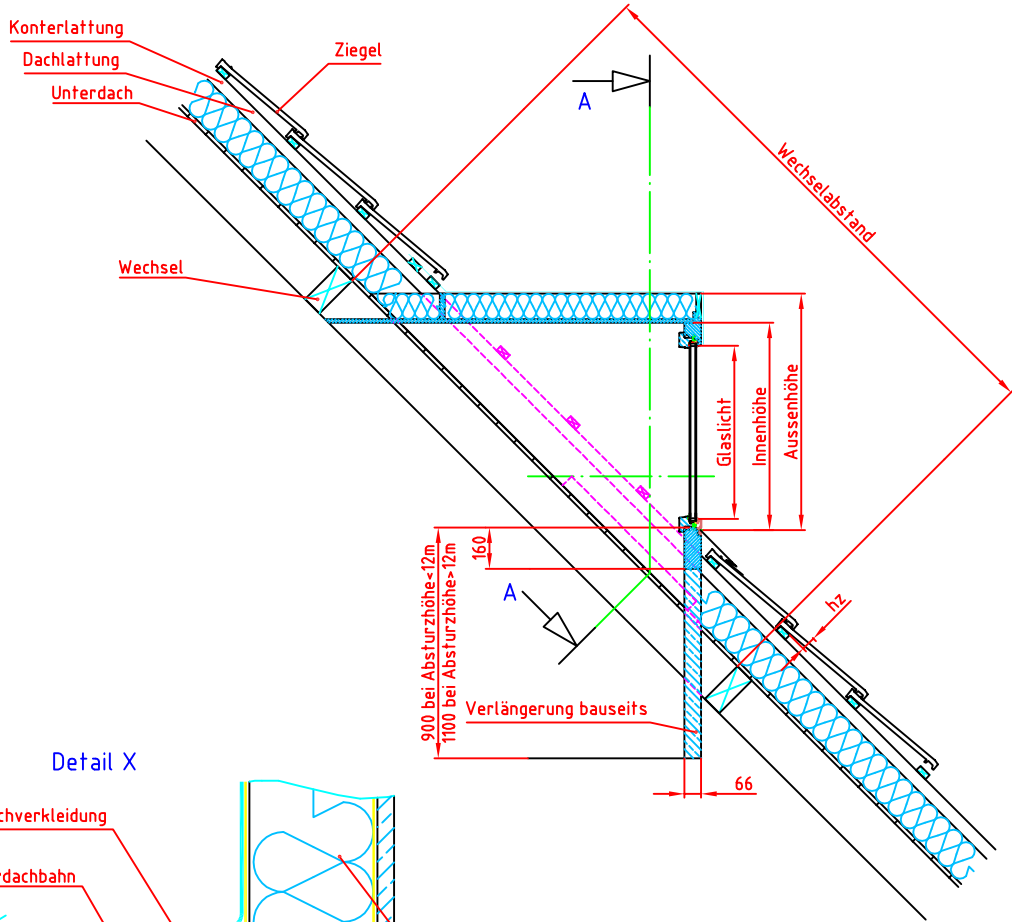 Konterlattung
Dachlattung
Unterdach
Ziegel
A
Wechselabstand
Wechsel
Glaslicht
Innenhöhe
Aussenhöhe
160
A
hz
900 bei Absturzhöhe<12m
1100 bei Absturzhöhe>12m
Verlängerung bauseits
66
Detail X
chverkleidung
rdachbahn